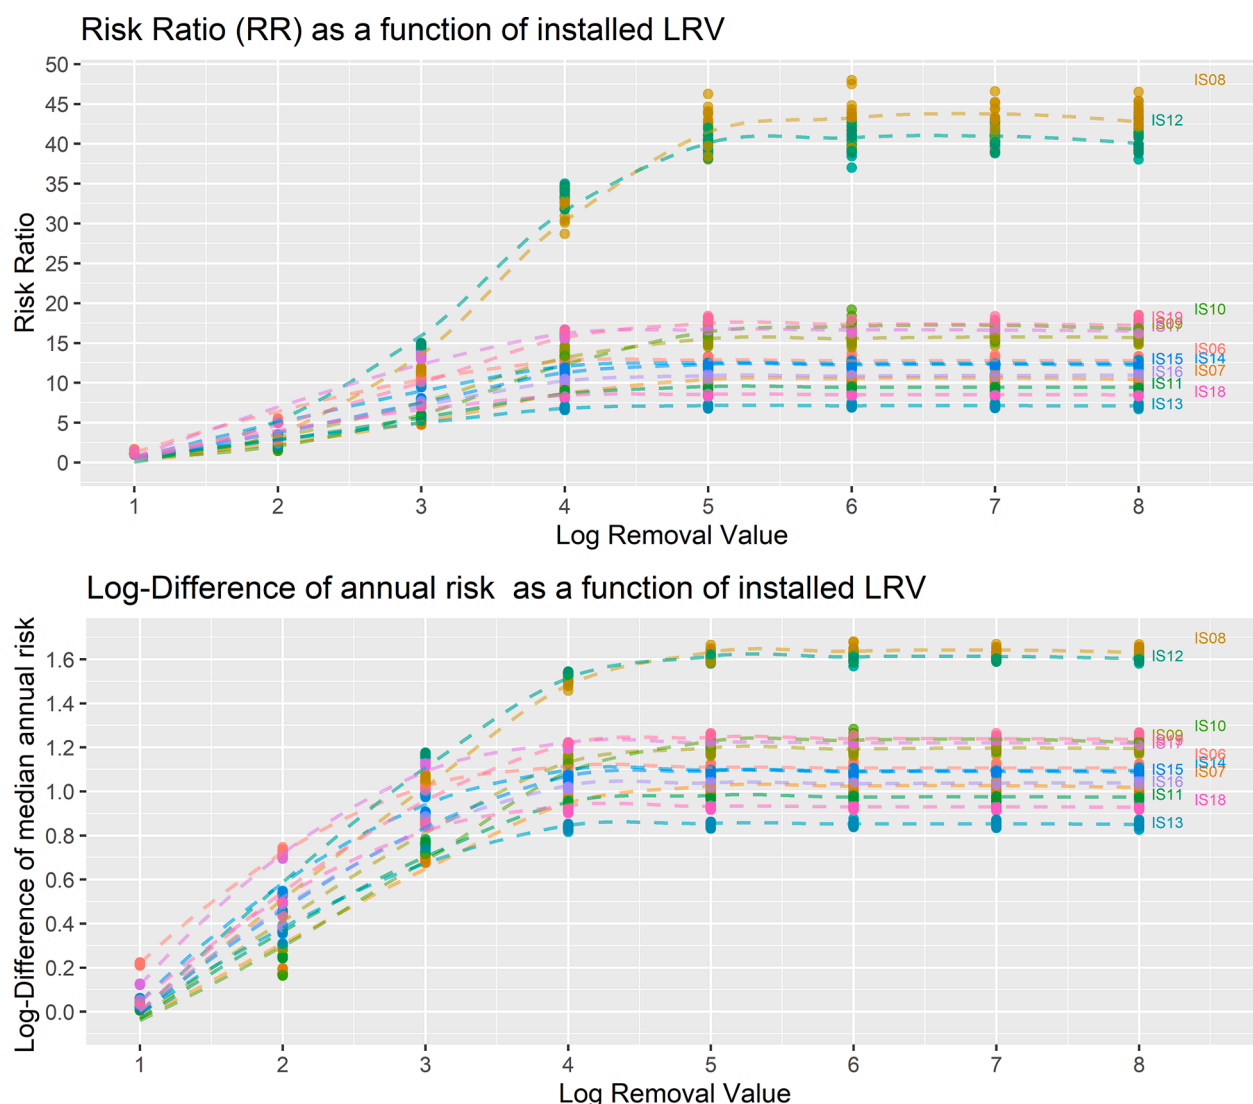 Risk Ratio (RR) as a function of installed LRV
Risk Ratio
50
45
40
35
30
25
20
15
10
5
0
IS08
IS12
IS10
IS19
IS09
IS17
IS06
IS15 IS14
IS16 IS07
IS11
IS18
IS13
1 2 3 4 5 6 7 8
Log Removal Value
Log-Difference of annual risk as a function of installed LRV
Log-Difference of median annual risk
1.6
1.4
1.2
1.0
0.8
0.6
0.4
0.2
0.0
IS08
IS12
IS10
IS09
IS17
IS06
IS14
IS15
IS07
IS16
IS11
IS18
IS13
1 2 3 4 5 6 7 8
Log Removal Value